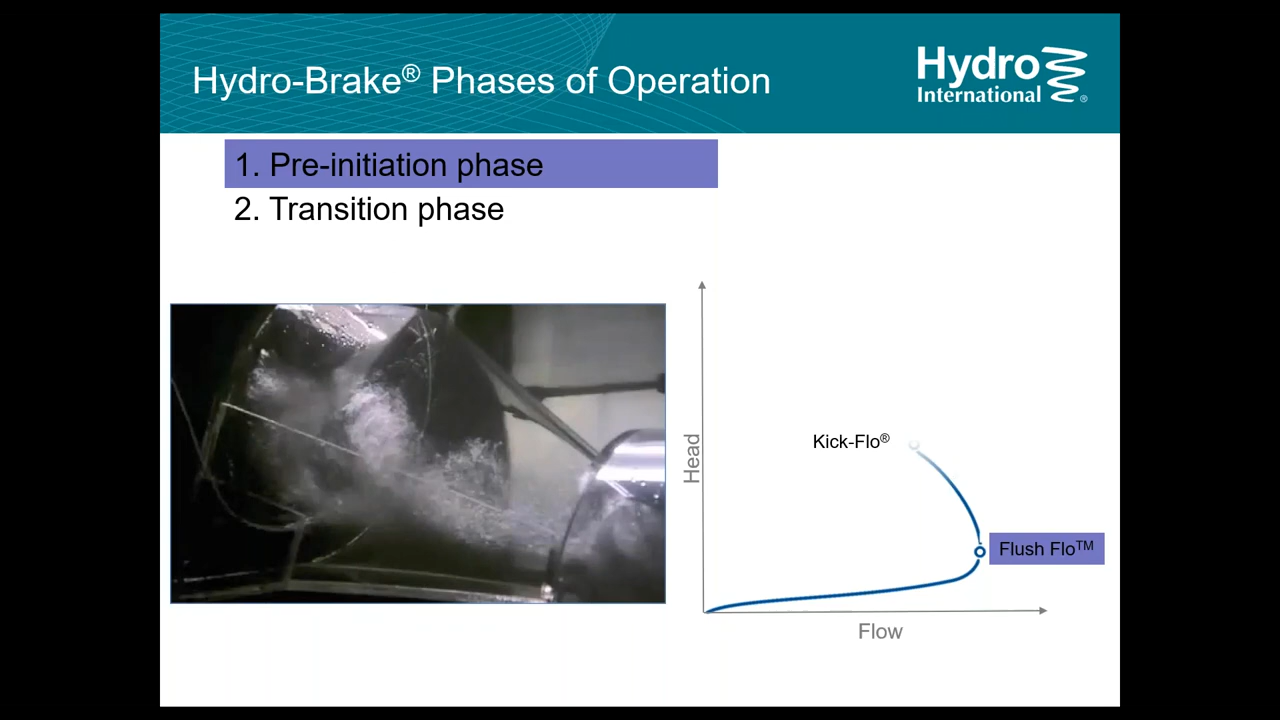 Hydro-Brake® Phases of Operation
Hydro
International®
1. Pre-initiation phase
2. Transition phase
Head
Kick-Flo®
Flush Flo™
Flow